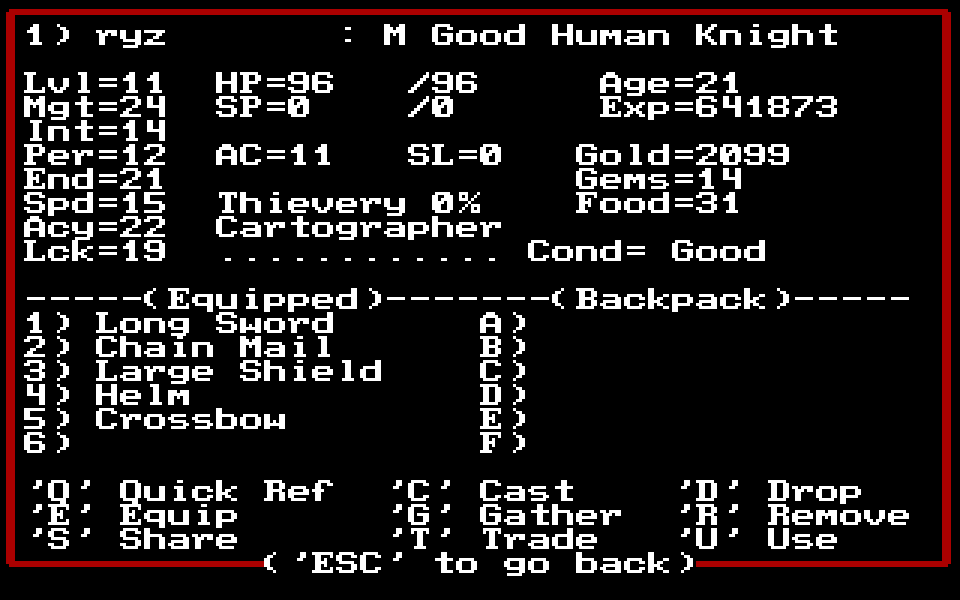 1) ryz : M Good Human Knight
Lvl=11 HP=96 /96 Age=21
Mgt=24 SP=0 /0 Exp=641873
Int=14
Per=12 AC=11 SL=0 Gold=2099
End=21 Gems=14
Spd=15 Thievery 0% Food=31
Acy=22 Cartographer
Lck=19 ............ Cond= Good
-----(Equipped)-------(Backpack)-----
1) Long Sword A)
2) Chain Mail B)
3) Large Shield C)
4) Helm D)
5) Crossbow E)
6) F)
'Q' Quick Ref 'C' Cast 'D' Drop
'E' Equip 'G' Gather 'R' Remove
'S' Share 'T' Trade 'U' Use
('ESC' to go back)